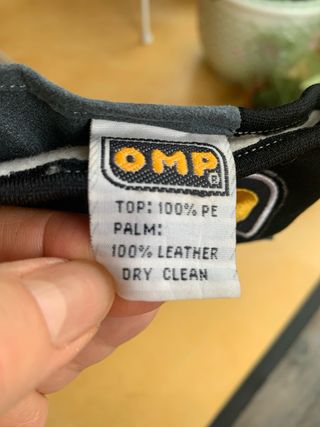 OMP
R
TOP: 100% PE
PALM:
100% LEATHER
DRY CLEAN